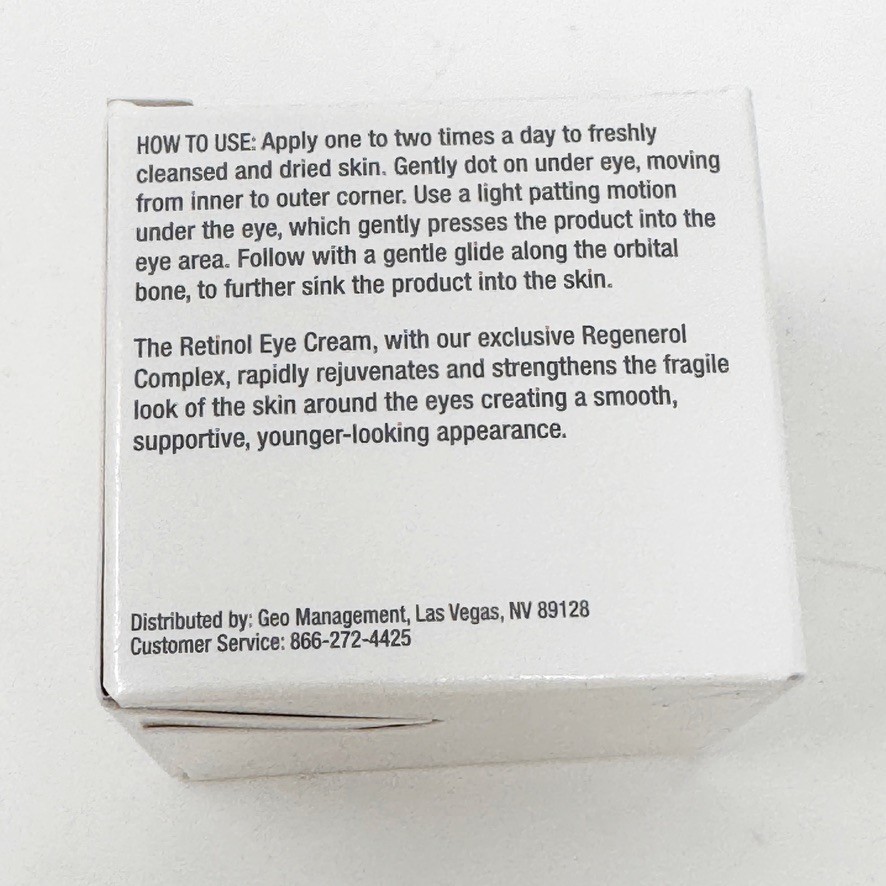 HOW TO USE: Apply one to two times a day to freshly
cleansed and dried skin. Gently dot on under eye, moving
from inner to outer corner. Use a light patting motion
under the eye, which gently presses the product into the
eye area. Follow with a gentle glide along the orbital
bone, to further sink the product into the skin.
The Retinol Eye Cream, with our exclusive Regenerol
Complex, rapidly rejuvenates and strengthens the fragile
look of the skin around the eyes creating a smooth,
supportive, younger-looking appearance.
Distributed by: Geo Management, Las Vegas, NV 89128
Customer Service: 866-272-4425